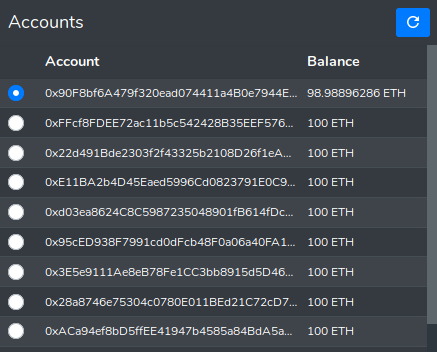 Accounts
Account Balance
0x90F8bf6A479f320ead074411a4B0e7944E... 98.98896286 ETH
0xFFcf8FDEE72ac11b5c542428B35EEF576... 100 ETH
0x22d491Bde2303f2f43325b2108D26f1eA... 100 ETH
0xE11BA2b4D45Eaed5996Cd0823791E0C9... 100 ETH
0xd03ea8624C8C5987235048901fB614fDc... 100 ETH
0x95cED938F7991cd0dFcb48F0a06a40FA1... 100 ETH
0x3E5e9111Ae8eB78Fe1CC3bb8915d5D46... 100 ETH
0x28a8746e75304c0780E011BEd21C72cD7... 100 ETH
0xACa94ef8bD5ffEE41947b4585a84BdA5a... 100 ETH